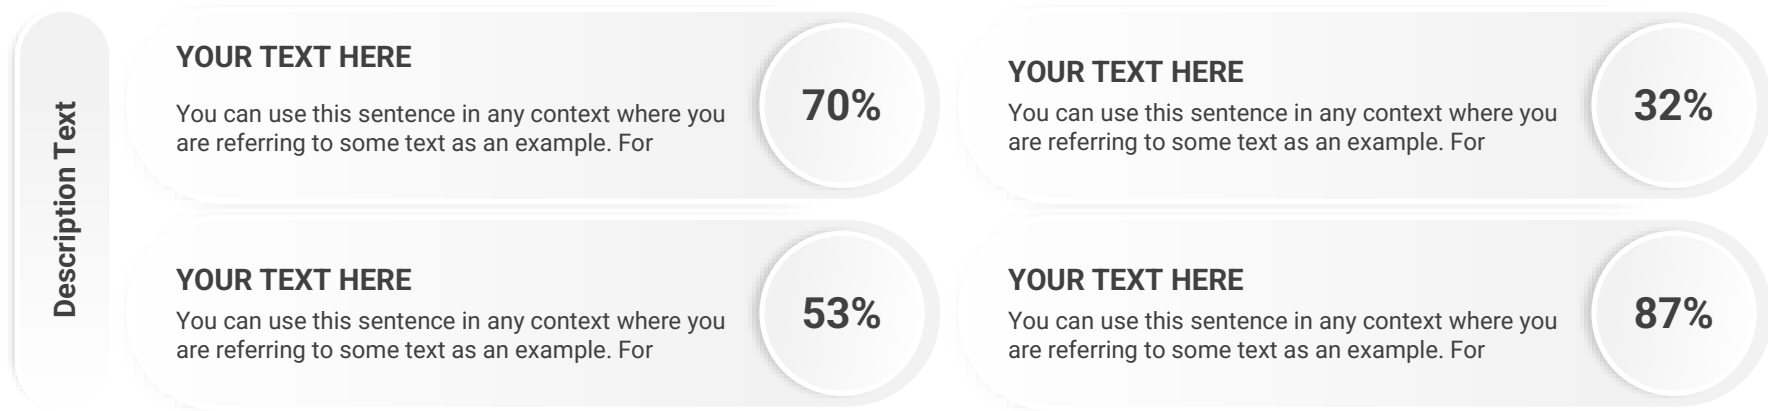 Description Text
YOUR TEXT HERE
You can use this sentence in any context where you
are referring to some text as an example. For
70%
YOUR TEXT HERE
You can use this sentence in any context where you
are referring to some text as an example. For
32%
YOUR TEXT HERE
You can use this sentence in any context where you
are referring to some text as an example. For
53%
YOUR TEXT HERE
You can use this sentence in any context where you
are referring to some text as an example. For
87%